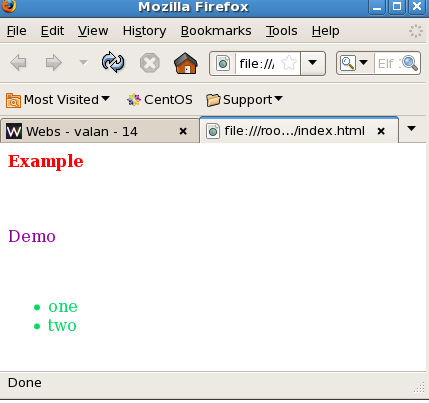 Mozilla Firefox
File Edit View History Bookmarks Tools Help
file:// Elf
Most Visited CentOS Support
Webs - valan - 14 file:///roo.../index.html
Example
Demo
one
two
Done